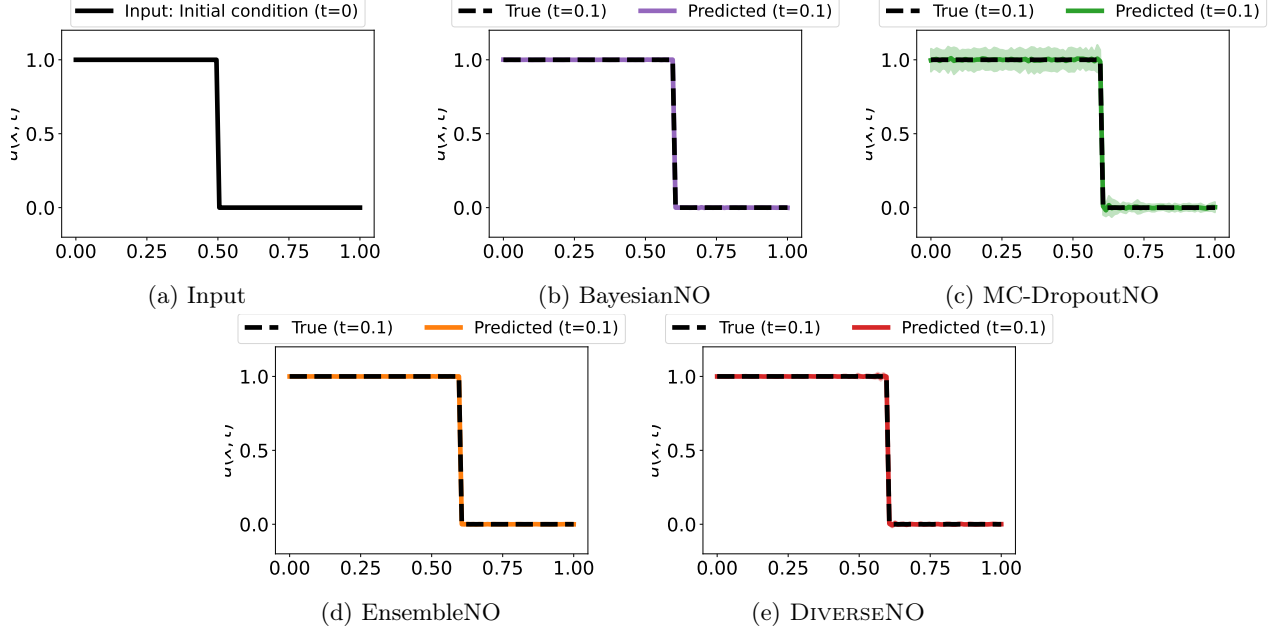 Input: Initial condition (t=0)
1.0
0.5
0.0
0.00 0.25 0.50 0.75 1.00
(a) Input
True (t=0.1) Predicted (t=0.1)
1.0
0.5
0.0
0.00 0.25 0.50 0.75 1.00
(b) BayesianNO
True (t=0.1) Predicted (t=0.1)
1.0
0.5
0.0
0.00 0.25 0.50 0.75 1.00
(c) MC-DropoutNO
True (t=0.1) Predicted (t=0.1)
1.0
0.5
0.0
0.00 0.25 0.50 0.75 1.00
(d) EnsembleNO
True (t=0.1) Predicted (t=0.1)
1.0
0.5
0.0
0.00 0.25 0.50 0.75 1.00
(e) DIVERSENO